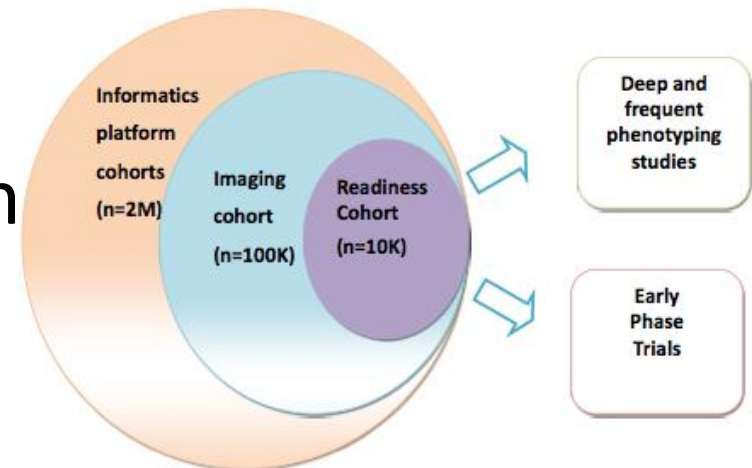 Informatics
platform
cohorts
(n=2M)
Imaging
cohort
(n=100K)
Readiness
Cohort
(n=10K)
Deep and
frequent
phenotyping
studies
Early
Phase
Trials